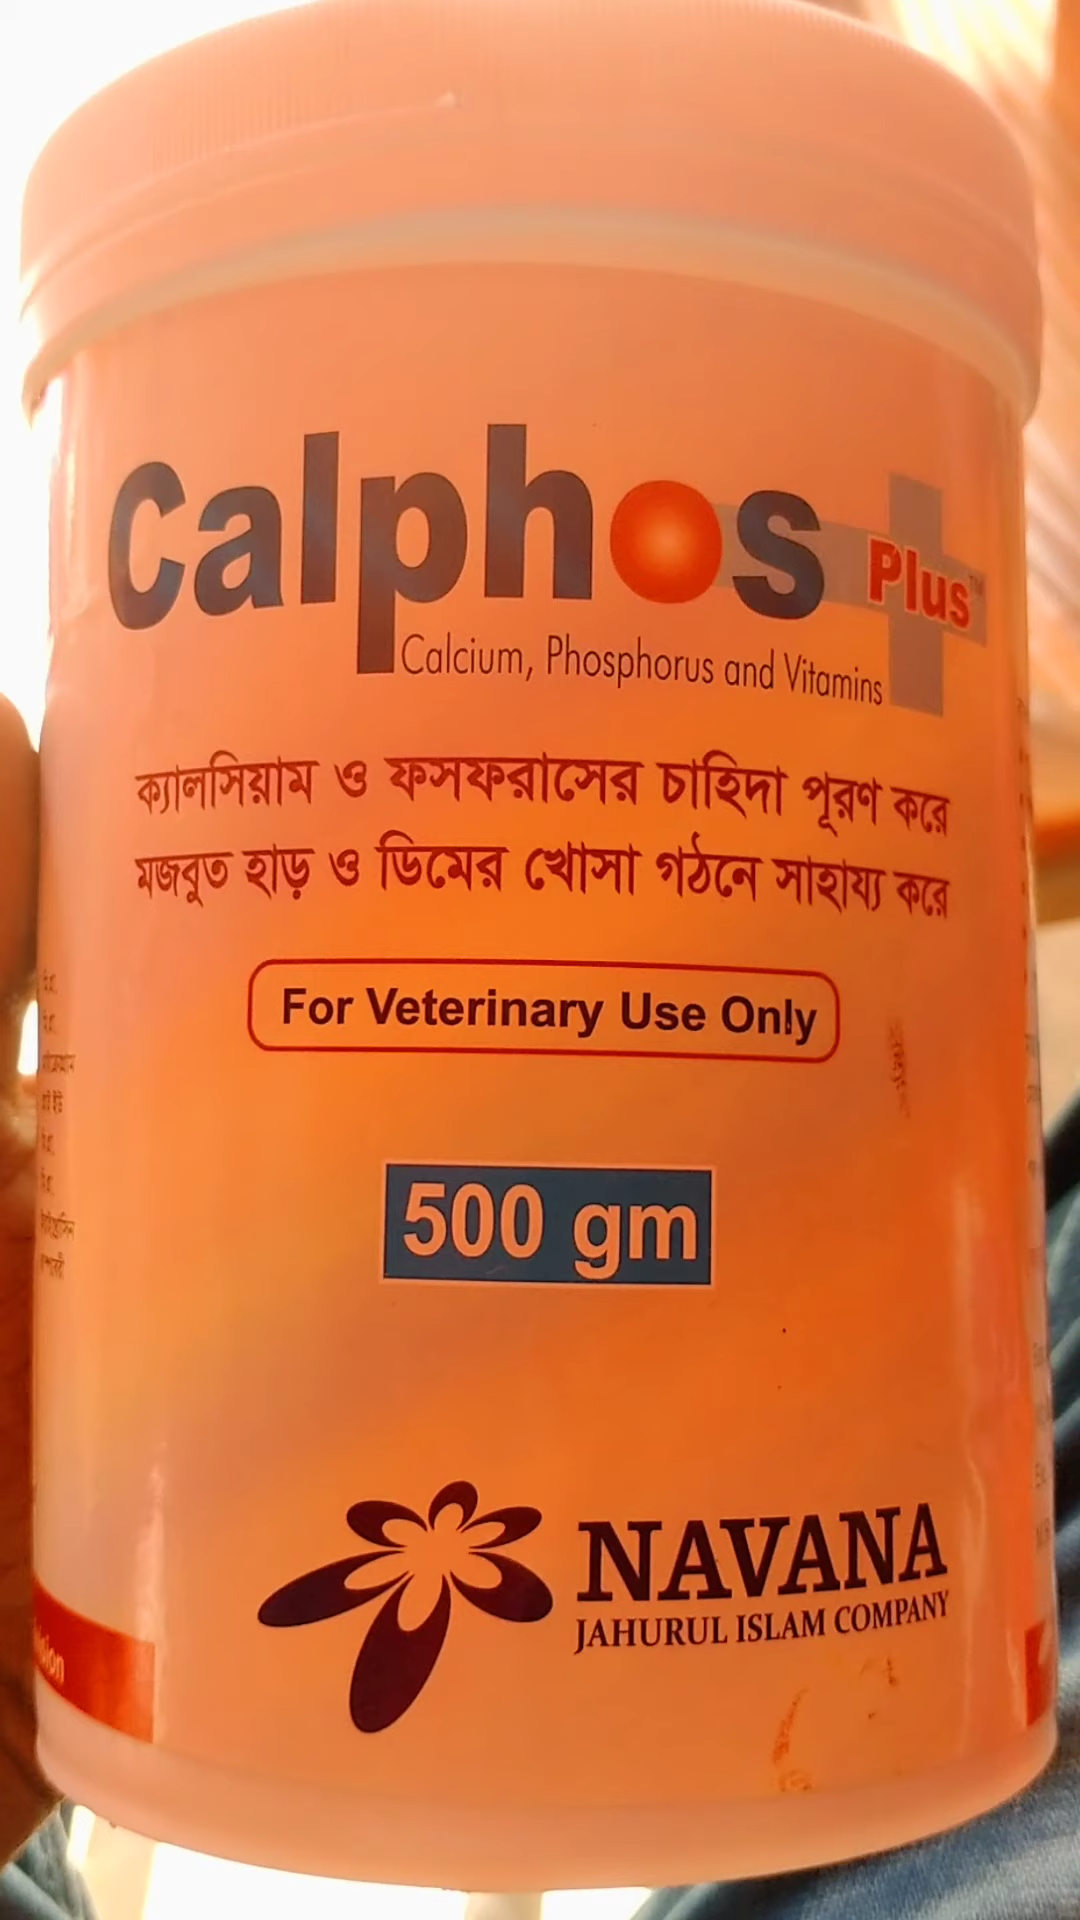 Calphos Plus™
Calcium, Phosphorus and Vitamins
ক্যালসিয়াম ও ফসফরাসের চাহিদা পূরণ করে
মজবুত হাড় ও ডিমের খোসা গঠনে সাহায্য করে
For Veterinary Use Only
500 gm
NAVANA
JAHURUL ISLAM COMPANY